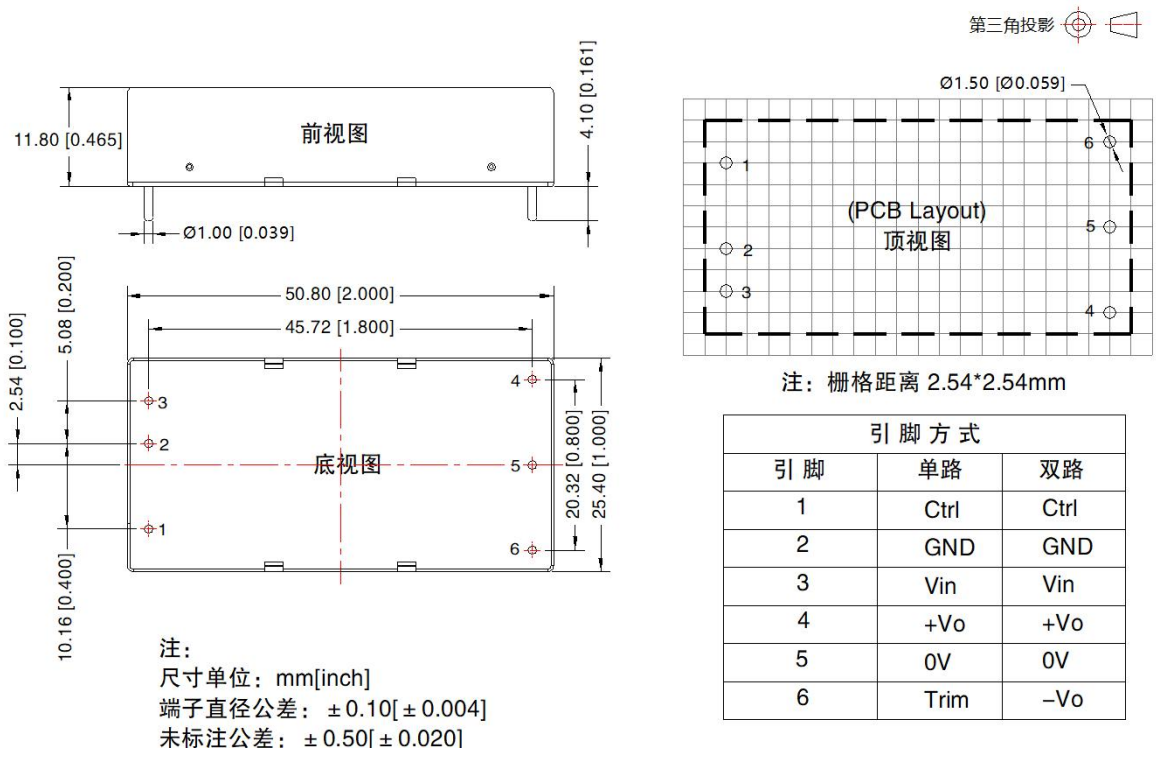 第三角投影
11.80 [0.465]
前视图
4.10 [0.161]
Ø1.00 [0.039]
Ø1.50 [Ø0.059]
6
1
(PCB Layout)
顶视图
5
2
3
4
注：栅格距离 2.54*2.54mm
50.80 [2.000]
45.72 [1.800]
5.08 [0.200]
2.54 [0.100]
10.16 [0.400]
4
3
2
底视图
5
1
6
20.32 [0.800]
25.40 [1.000]
注：
尺寸单位：mm[inch]
端子直径公差：±0.10[±0.004]
未标注公差：±0.50[±0.020]
引脚方式
引脚 单路 双路
1 Ctrl Ctrl
2 GND GND
3 Vin Vin
4 +Vo +Vo
5 0V 0V
6 Trim −Vo